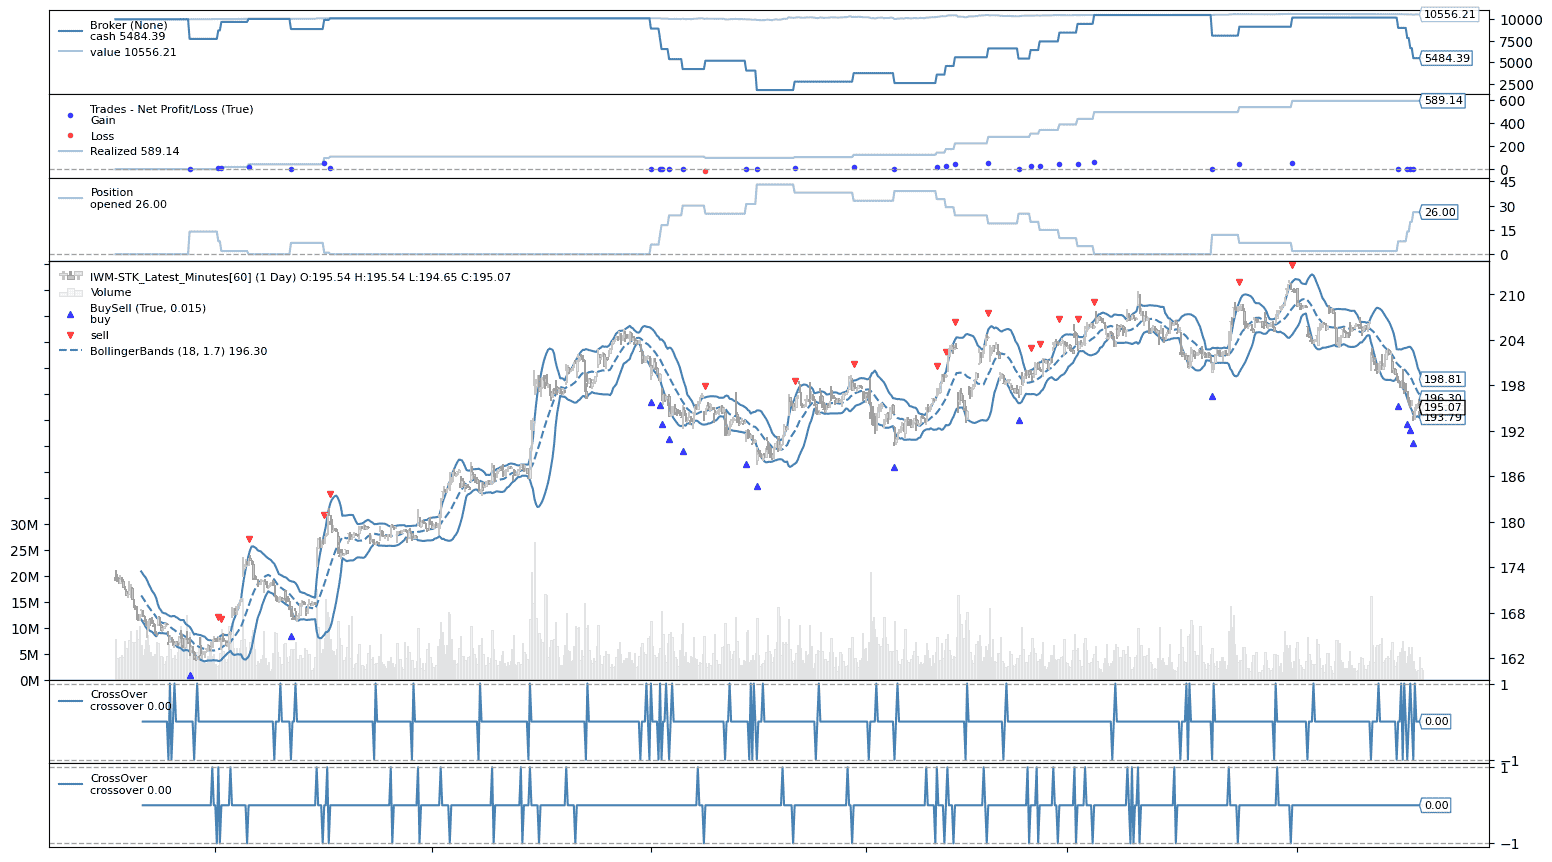 Broker (None)
cash 5484.39
value 10556.21
10556.21
10000
7500
5484.39
5000
2500
Trades - Net Profit/Loss (True)
Gain
Loss
Realized 589.14
589.14
600
400
200
0
Position
opened 26.00
45
30
26.00
15
0
IWM-STK_Latest_Minutes[60] (1 Day) O:195.54 H:195.54 L:194.65 C:195.07
Volume
BuySell (True, 0.015)
buy
sell
BollingerBands (18, 1.7) 196.30
210
204
198
198.81
196.30
195.07
193.79
192
186
180
174
168
162
30M
25M
20M
15M
10M
5M
0M
CrossOver
crossover 0.00
1
0.00
−1
CrossOver
crossover 0.00
1
0.00
−1